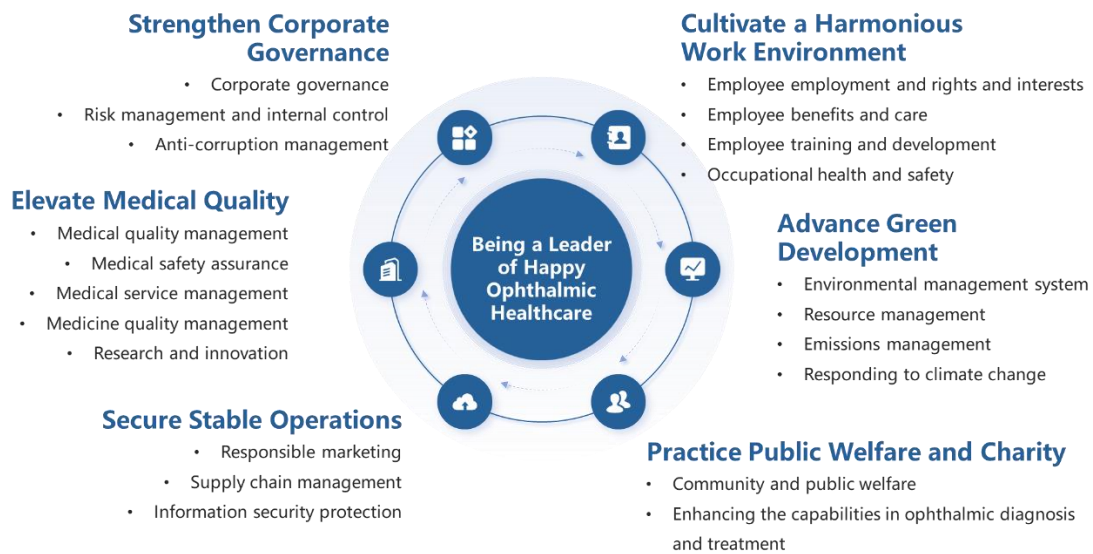 Strengthen Corporate
Governance
• Corporate governance
• Risk management and internal control
• Anti-corruption management
Elevate Medical Quality
• Medical quality management
• Medical safety assurance
• Medical service management
• Medicine quality management
• Research and innovation
Secure Stable Operations
• Responsible marketing
• Supply chain management
• Information security protection
Being a Leader
of Happy
Ophthalmic
Healthcare
Cultivate a Harmonious
Work Environment
• Employee employment and rights and interests
• Employee benefits and care
• Employee training and development
• Occupational health and safety
Advance Green
Development
• Environmental management system
• Resource management
• Emissions management
• Responding to climate change
Practice Public Welfare and Charity
• Community and public welfare
• Enhancing the capabilities in ophthalmic diagnosis
and treatment